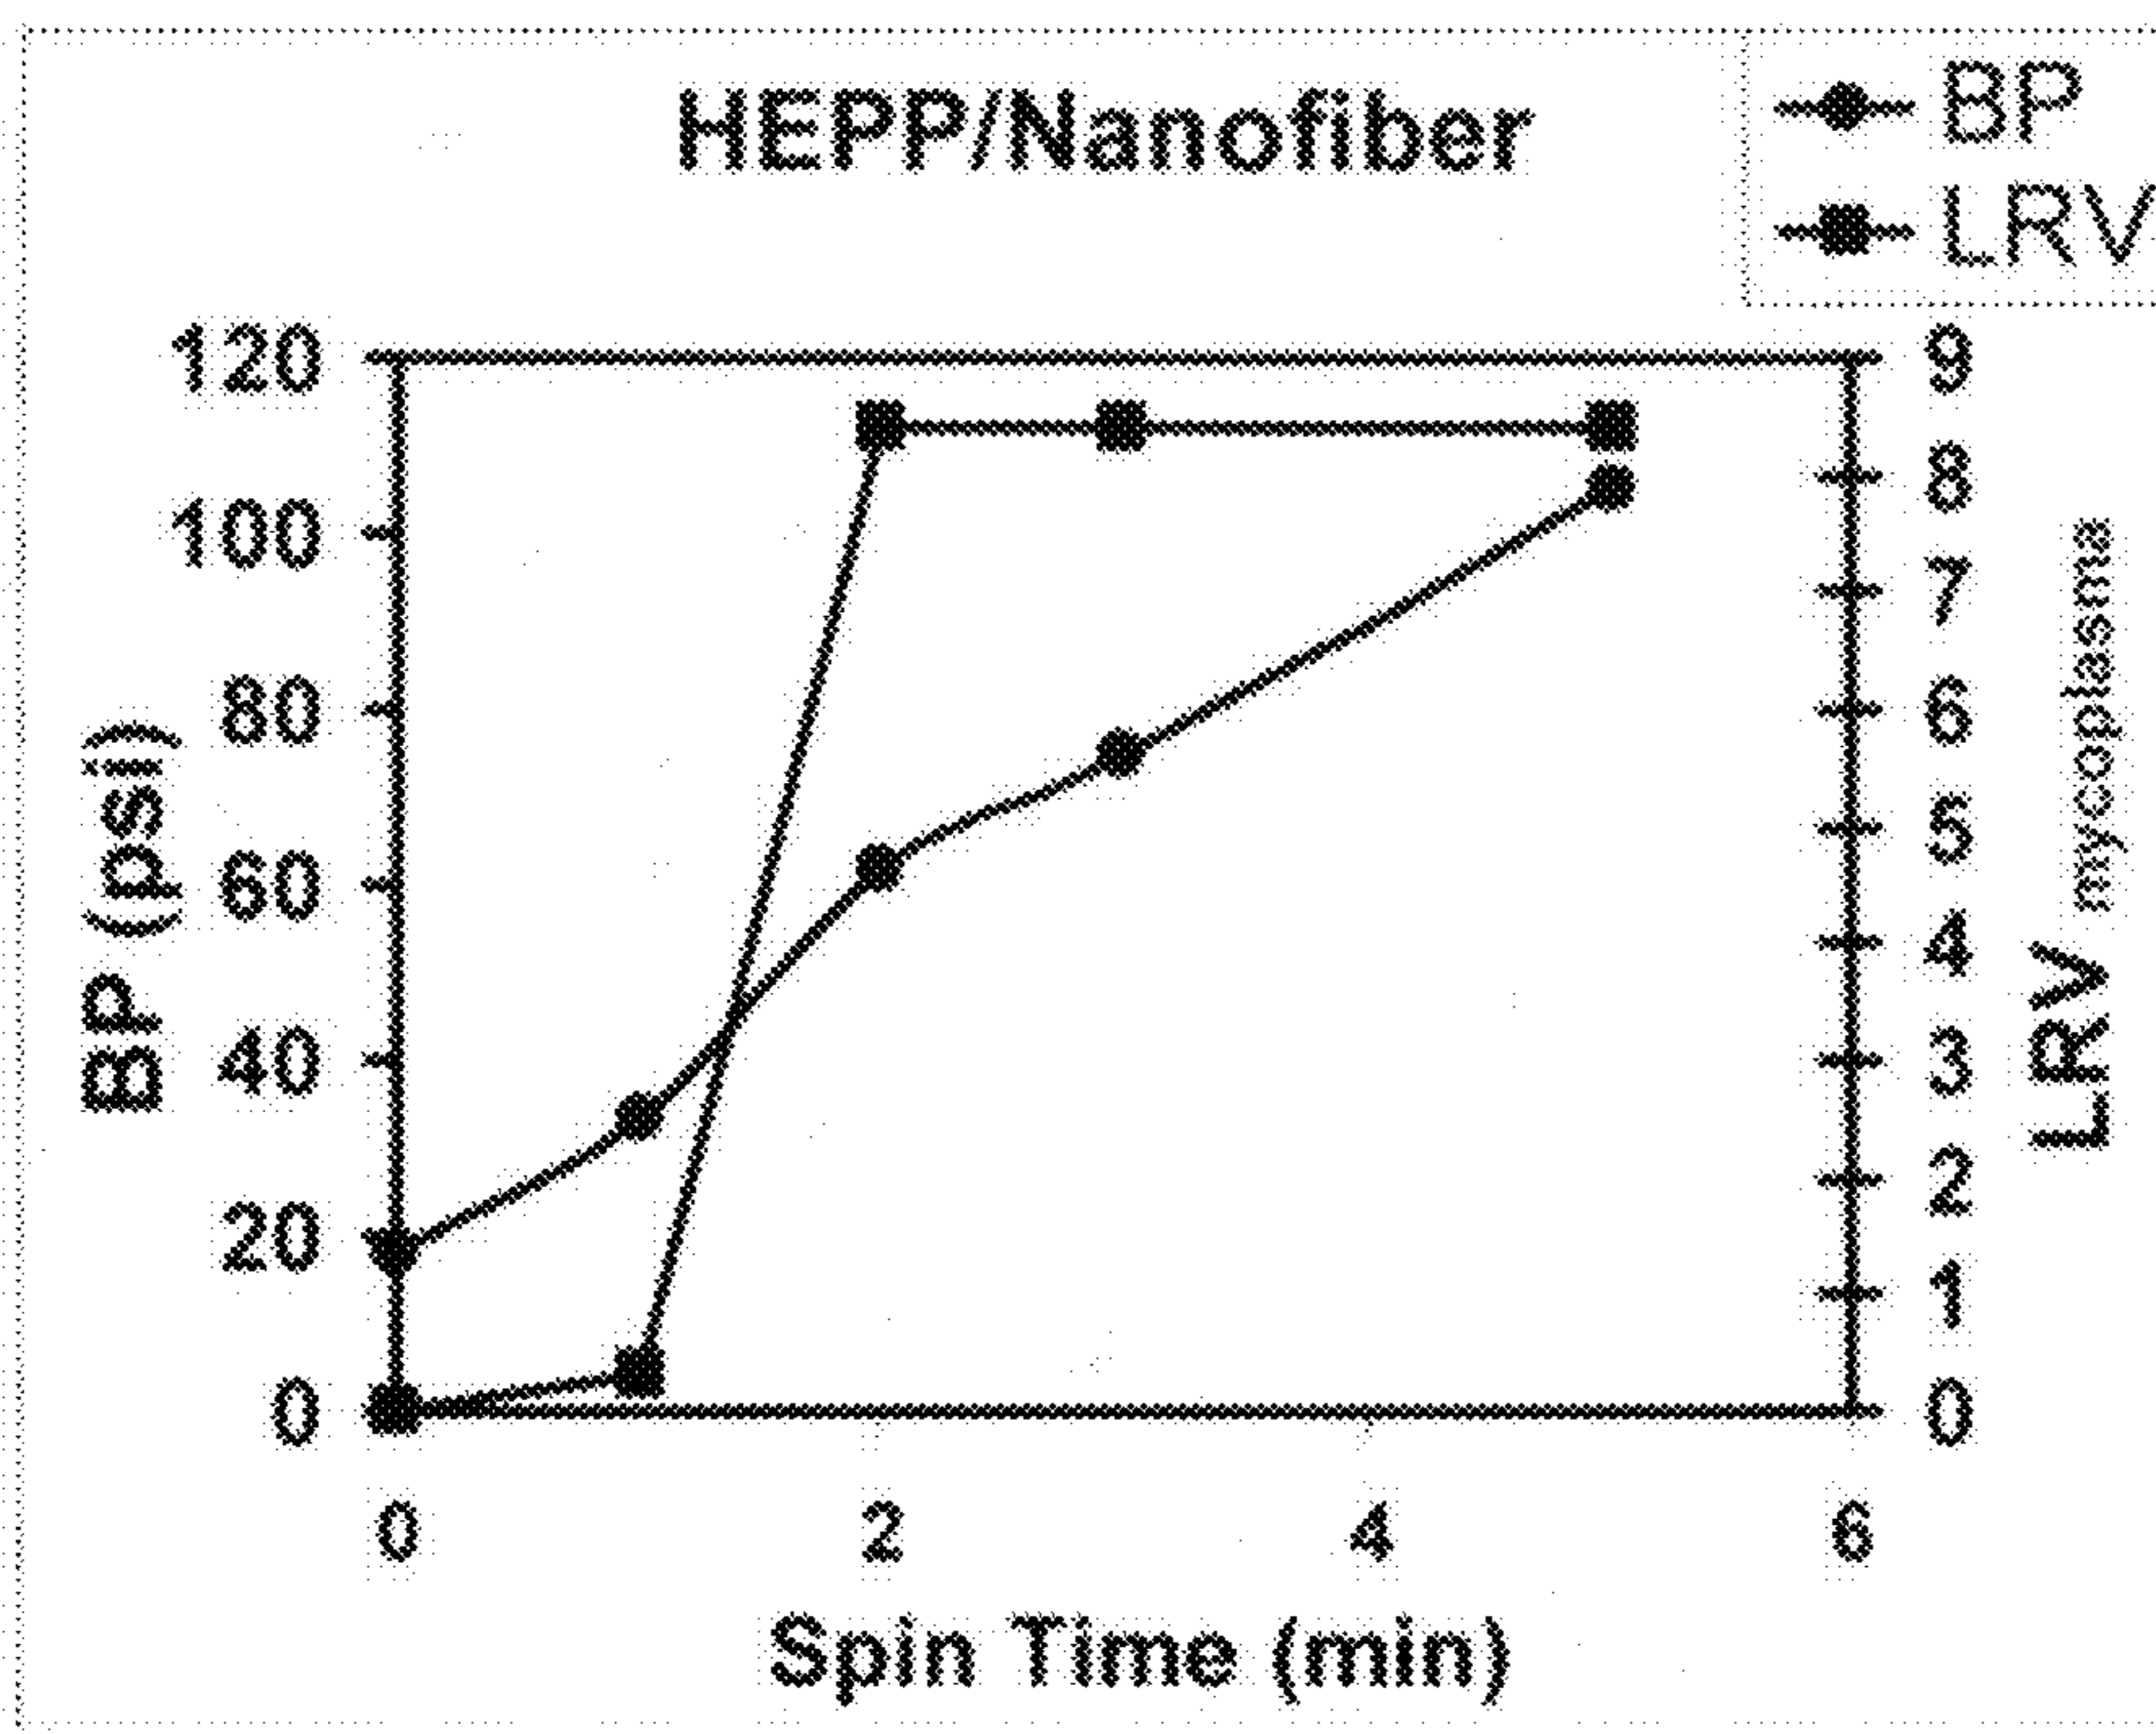 HEPP/Nanofiber
BP
LRV
120
100
80
60
40
20
0
BP (psi)
9
8
7
6
5
4
3
2
1
0
LRV mycoplasma
0 2 4 6
Spin Time (min)